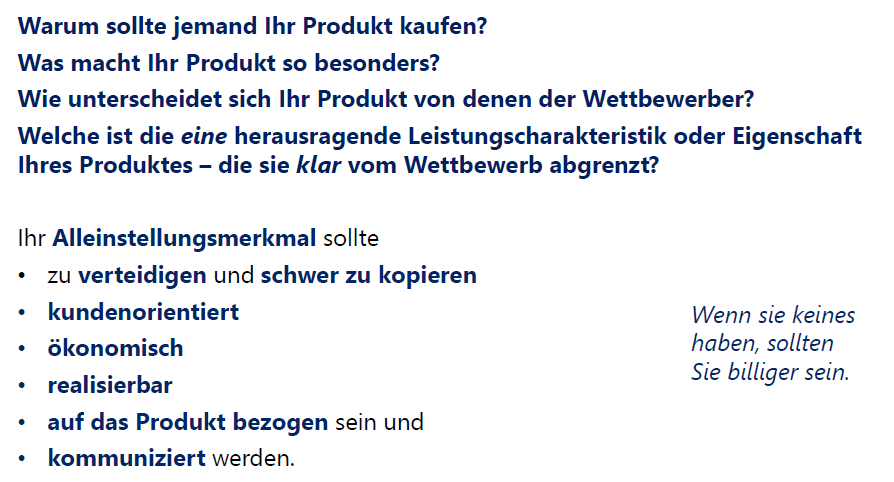 Warum sollte jemand Ihr Produkt kaufen?
Was macht Ihr Produkt so besonders?
Wie unterscheidet sich Ihr Produkt von denen der Wettbewerber?
Welche ist die eine herausragende Leistungscharakteristik oder Eigenschaft
Ihres Produktes – die sie klar vom Wettbewerb abgrenzt?
Ihr Alleinstellungsmerkmal sollte
• zu verteidigen und schwer zu kopieren
• kundenorientiert
• ökonomisch
• realisierbar
• auf das Produkt bezogen sein und
• kommuniziert werden.
Wenn sie keines
haben, sollten
Sie billiger sein.